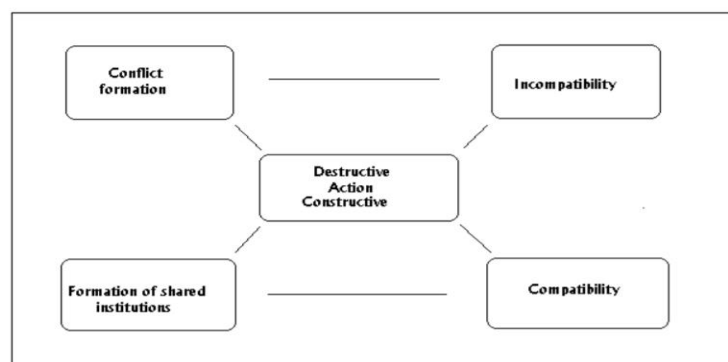 Conflict
formation
Incompatibility
Destructive
Action
Constructive
Formation of shared
institutions
Compatibility